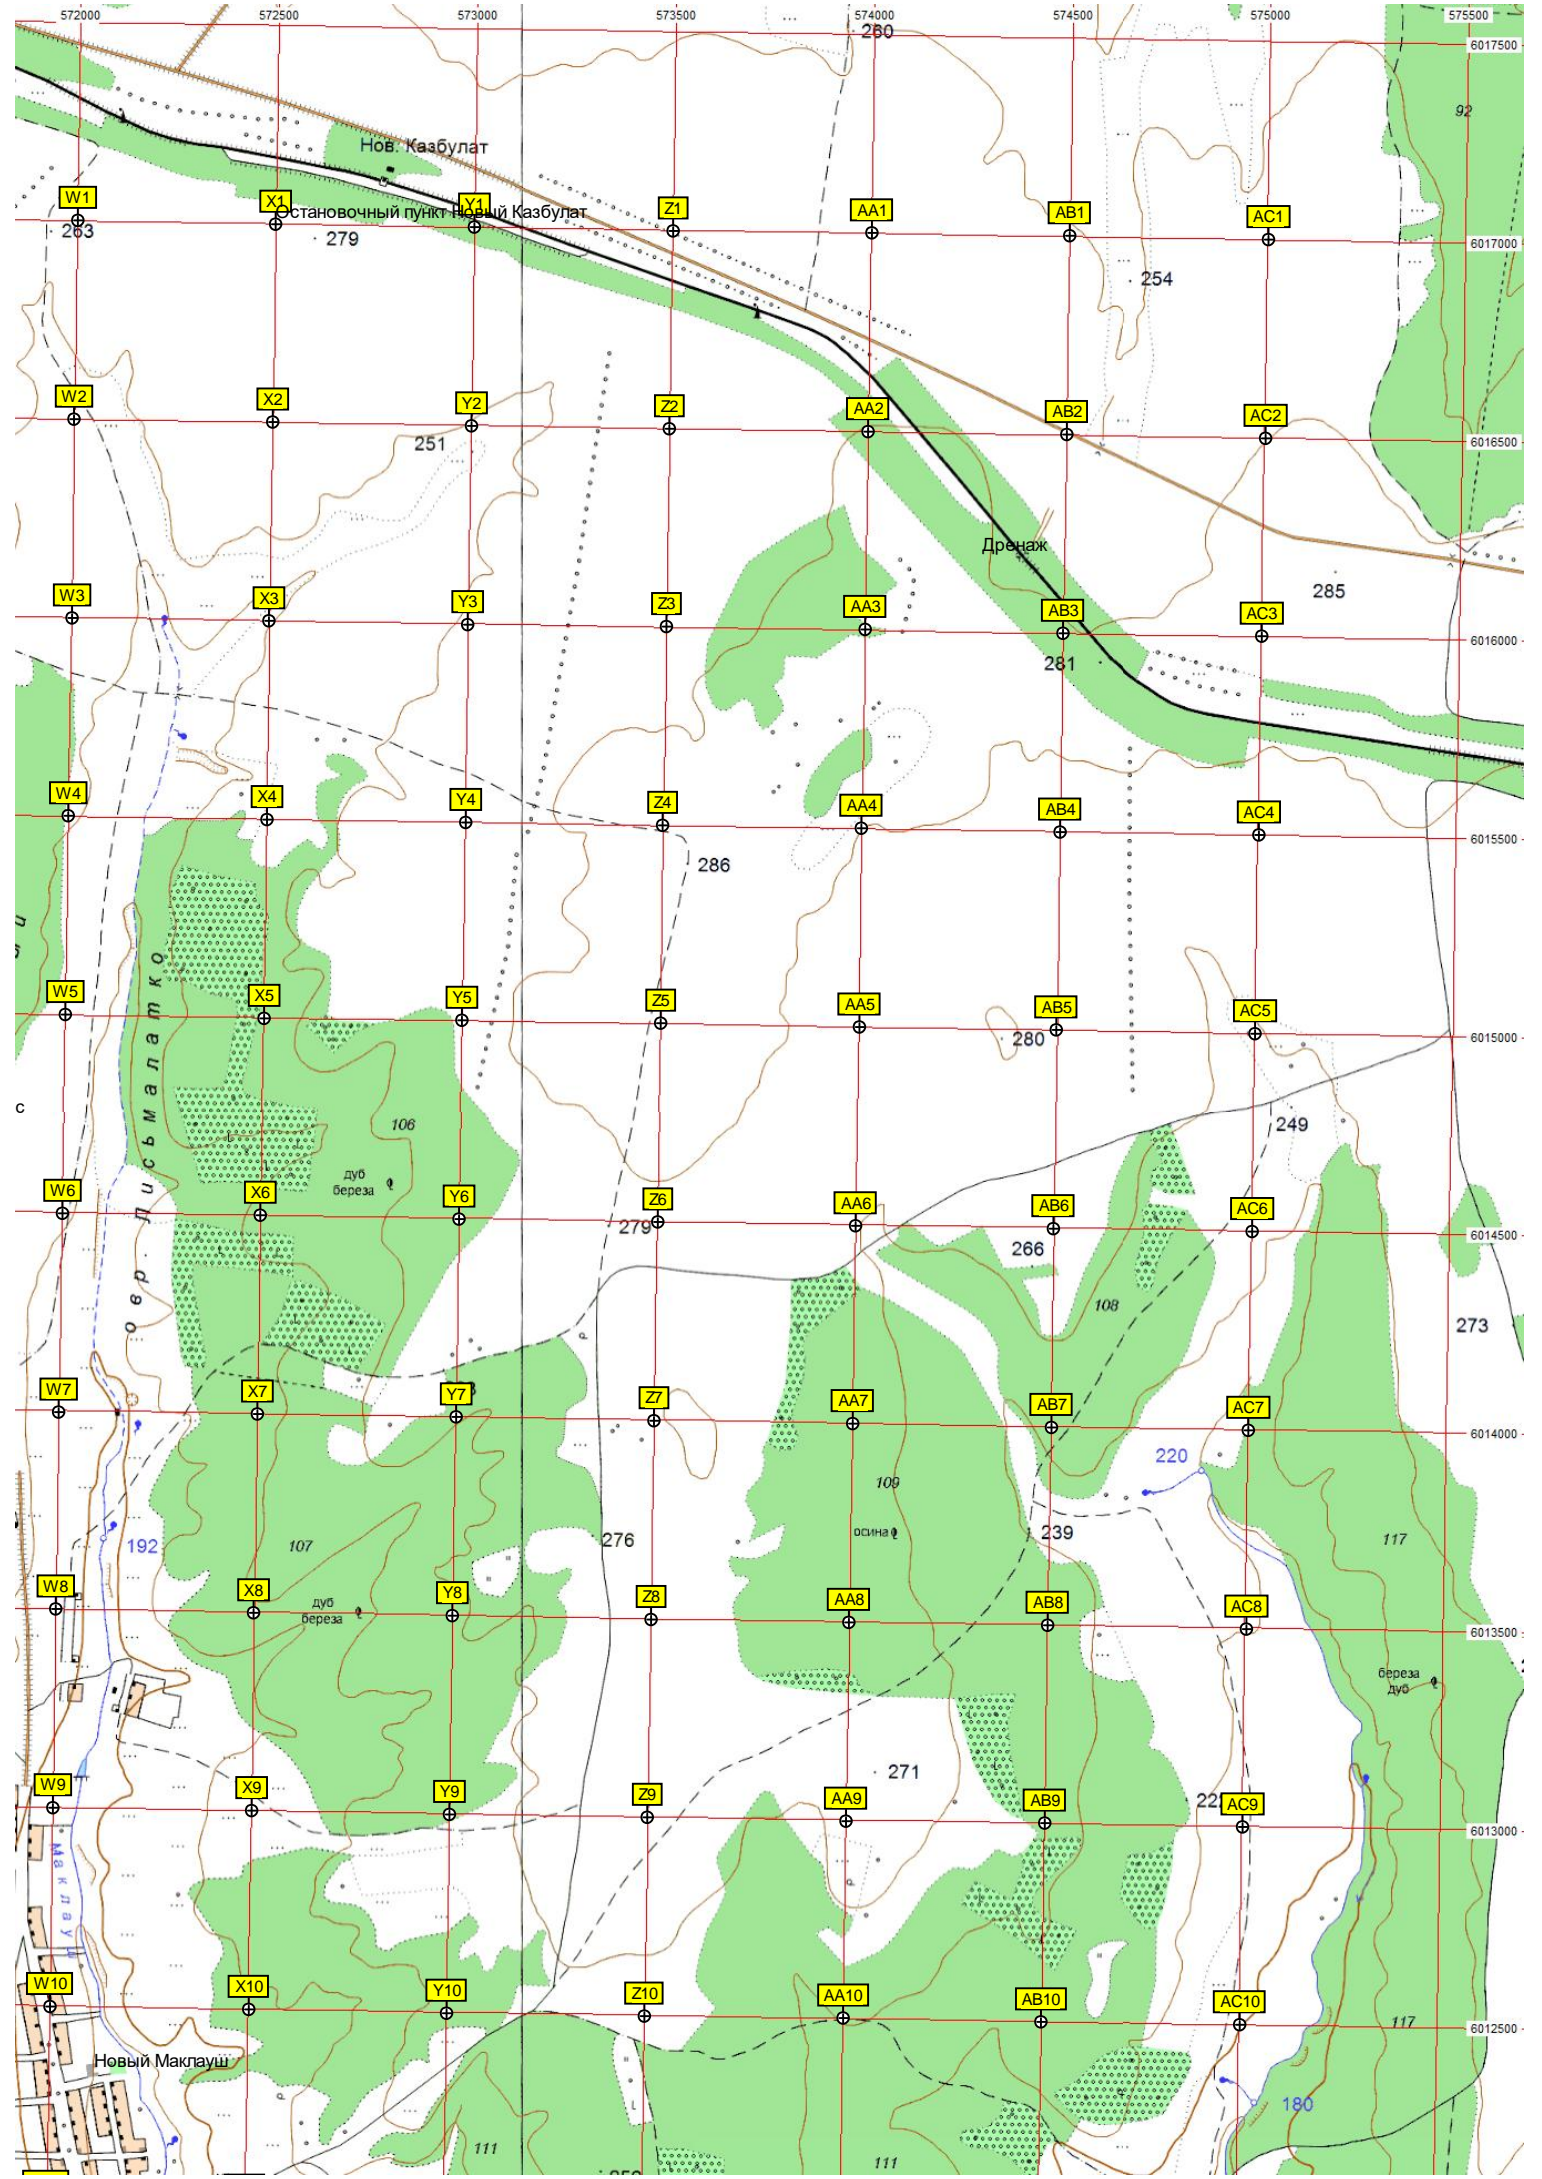 572000 572500 573000 573500 574000 574500 575000 575500
260
6017500
92
Нов. Казбулат
W1 X1 Y1 Z1 AA1 AB1 AC1
Остановочный пункт Новый Казбулат
263
279
6017000
254
W2 X2 Y2 Z2 AA2 AB2 AC2
251
6016500
Дренаж
285
W3 X3 Y3 Z3 AA3 AB3 AC3
6016000
281
W4 X4 Y4 Z4 AA4 AB4 AC4
6015500
286
W5 X5 Y5 Z5 AA5 AB5 AC5
280
6015000
с
106
249
дуб
береза
овр. Письмалатко
W6 X6 Y6 Z6 AA6 AB6 AC6
279
266
6014500
108
273
W7 X7 Y7 Z7 AA7 AB7 AC7
6014000
220
109
осина
239
192
107
276
117
W8 X8 Y8 Z8 AA8 AB8 AC8
дуб
береза
6013500
береза
дуб
271
W9 X9 Y9 Z9 AA9 AB9 AC9
6013000
Маклауш
W10 X10 Y10 Z10 AA10 AB10 AC10
117
6012500
Новый Маклауш
180
111
111